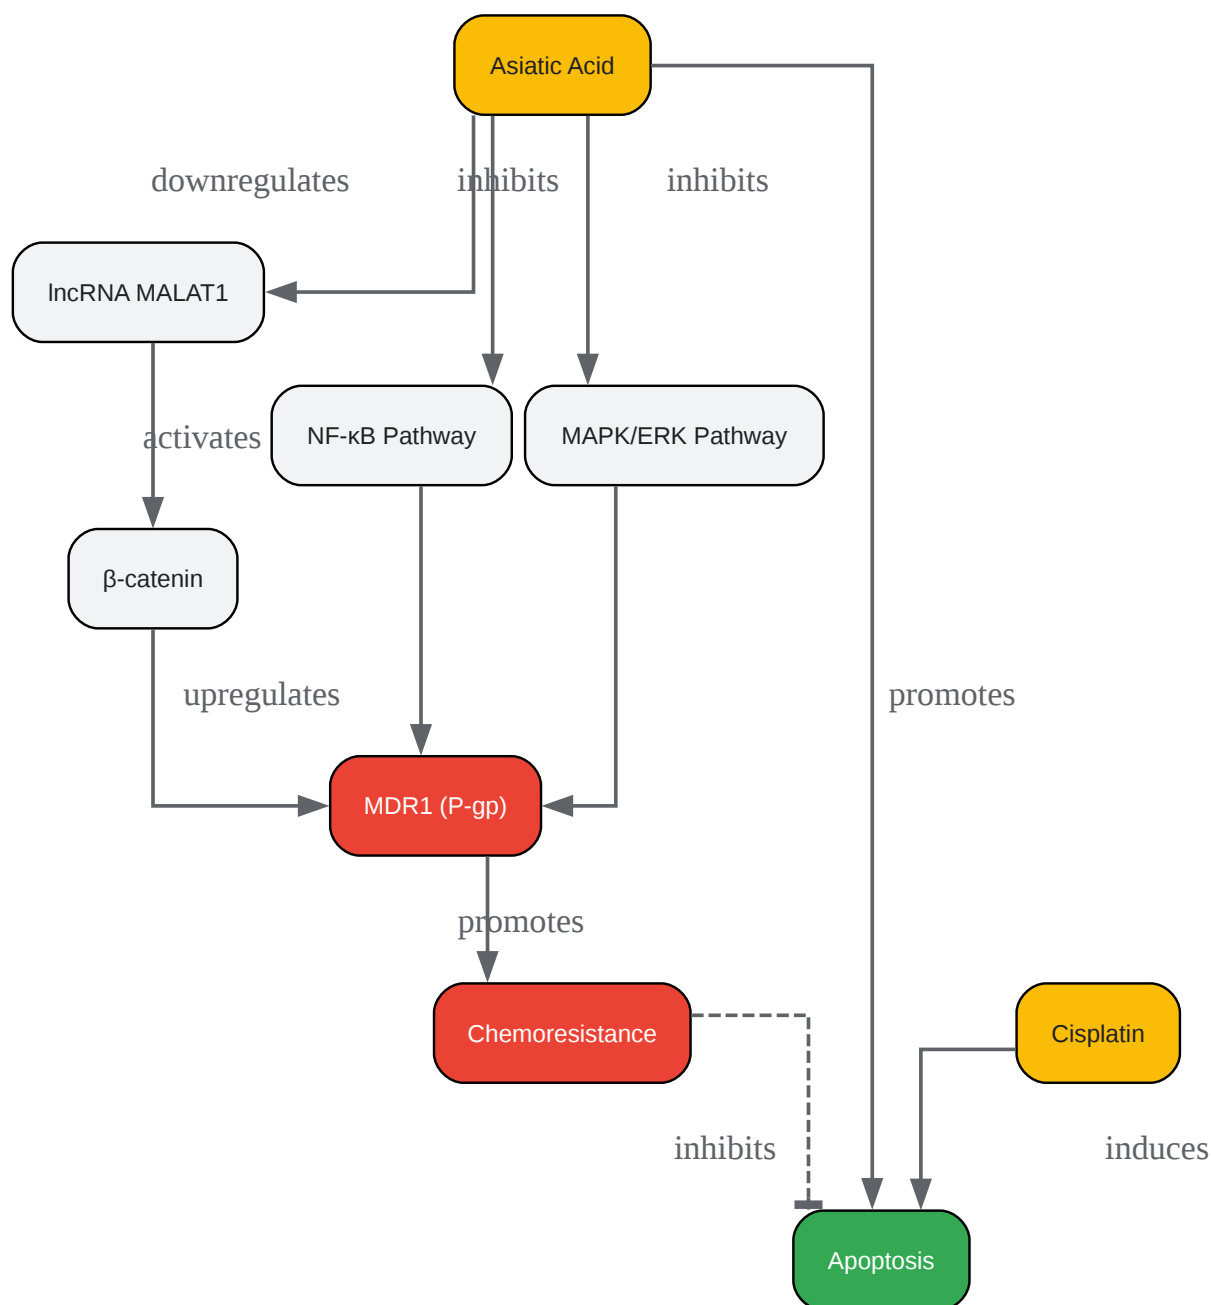 Asiatic Acid
downregulates
inhibits
inhibits
lncRNA MALAT1
activates
NF-κB Pathway
MAPK/ERK Pathway
β-catenin
upregulates
promotes
MDR1 (P-gp)
promotes
Chemoresistance
Cisplatin
inhibits
induces
Apoptosis